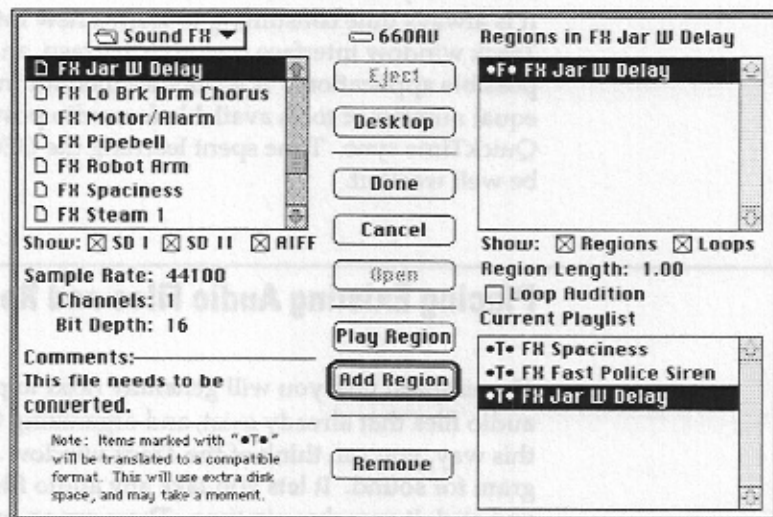 Sound FX
FX Jar W Delay
FX Lo Brk Drm Chorus
FX Motor/Alarm
FX Pipebell
FX Robot Arm
FX Spaciness
FX Steam 1
Show: SD I SD II AIFF
Sample Rate: 44100
Channels: 1
Bit Depth: 16
Comments:
This file needs to be
converted.
Note: Items marked with "•T•"
will be translated to a compatible
format. This will use extra disk
space, and may take a moment.
660AV
Eject
Desktop
Done
Cancel
Open
Play Region
Add Region
Remove
Regions in FX Jar W Delay
•F• FX Jar W Delay
Show: Regions Loops
Region Length: 1.00
Loop Audition
Current Playlist
•T• FX Spaciness
•T• FX Fast Police Siren
•T• FX Jar W Delay